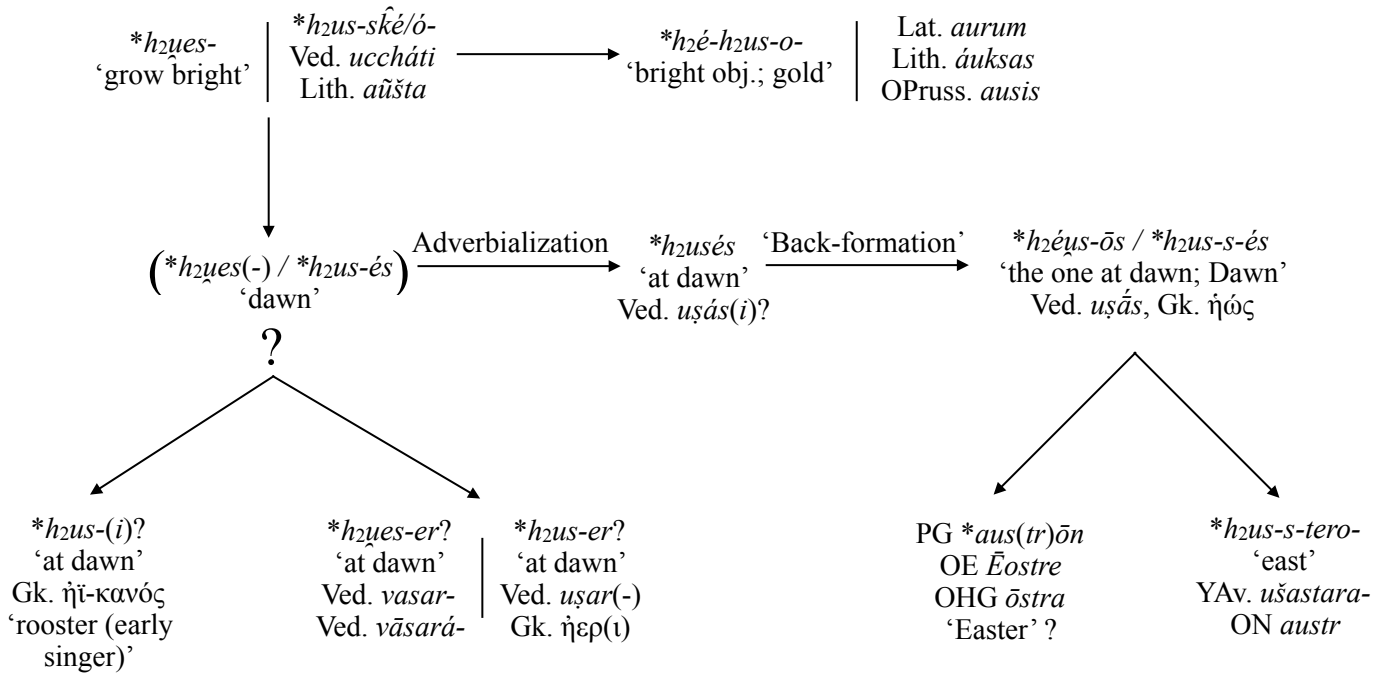 *h₂u̯es-
‘grow bright’
*h₂us-sk̂é/ó-
Ved. uccháti
Lith. aũšta
*h₂é-h₂us-o-
‘bright obj.; gold’
Lat. aurum
Lith. áuksas
OPruss. ausis
(*h₂u̯es(-) / *h₂us-és)
‘dawn’
?
Adverbialization
*h₂usés
‘at dawn’
Ved. uṣás(i)?
‘Back-formation’
*h₂éu̯s-ōs / *h₂us-s-és
‘the one at dawn; Dawn’
Ved. uṣā́s, Gk. ἠώς
*h₂us-(i)?
‘at dawn’
Gk. ἠϊ-κανός
‘rooster (early
singer)’
*h₂u̯es-er?
‘at dawn’
Ved. vasar-
Ved. vāsará-
*h₂us-er?
‘at dawn’
Ved. uṣar(-)
Gk. ἠερ(ι)
PG *aus(tr)ōn
OE Ēostre
OHG ōstra
‘Easter’ ?
*h₂us-s-tero-
‘east’
YAv. ušastara-
ON austr